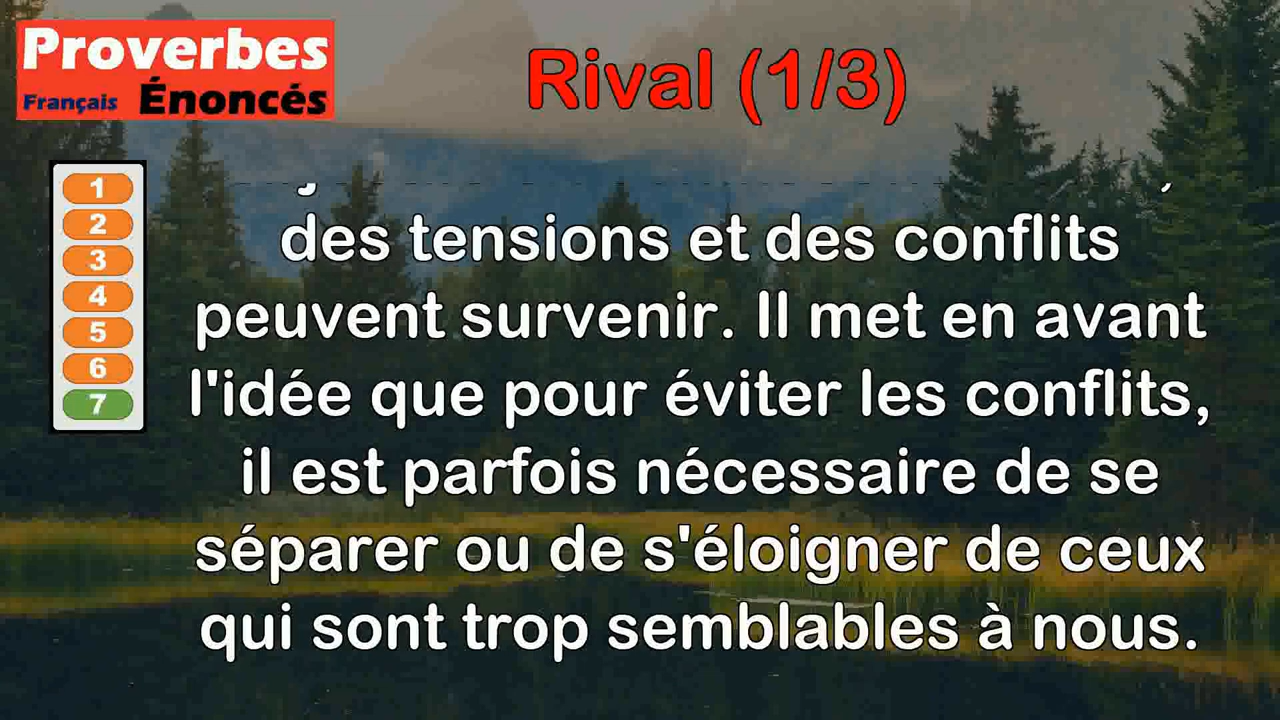 Proverbes
Français Énoncés
Rival (1/3)
1
2
3
4
5
6
7
des tensions et des conflits
peuvent survenir. Il met en avant
l'idée que pour éviter les conflits,
il est parfois nécessaire de se
séparer ou de s'éloigner de ceux
qui sont trop semblables à nous.